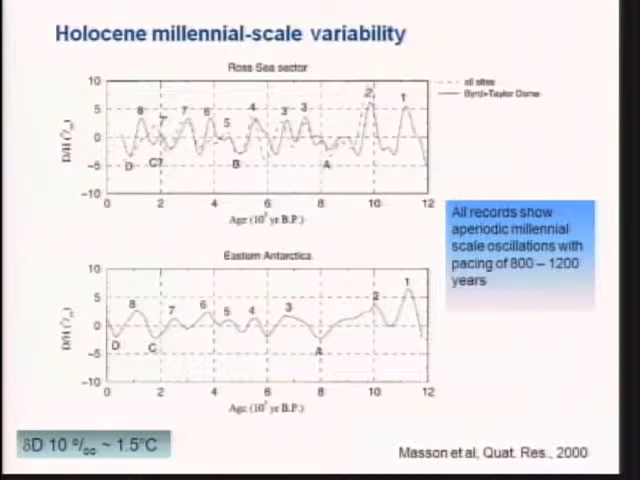 Holocene millennial-scale variability
Ross Sea sector
all sites
Byrd+Taylor Dome
10
5
0
−5
−10
D/H (‰)
8 7' 7 6 5 4 3' 3 2 1
D C? B A
0 2 4 6 8 10 12
Age (10³ yr B.P.)
All records show
aperiodic millennial
scale oscillations with
pacing of 800 – 1200
years
Eastern Antarctica
10
5
0
−5
−10
D/H (‰)
8 7 6 5 4 3 2 1
D C A
0 2 4 6 8 10 12
Age (10³ yr B.P.)
δD 10 º/ₒₒ ~ 1.5°C
Masson et al, Quat. Res., 2000